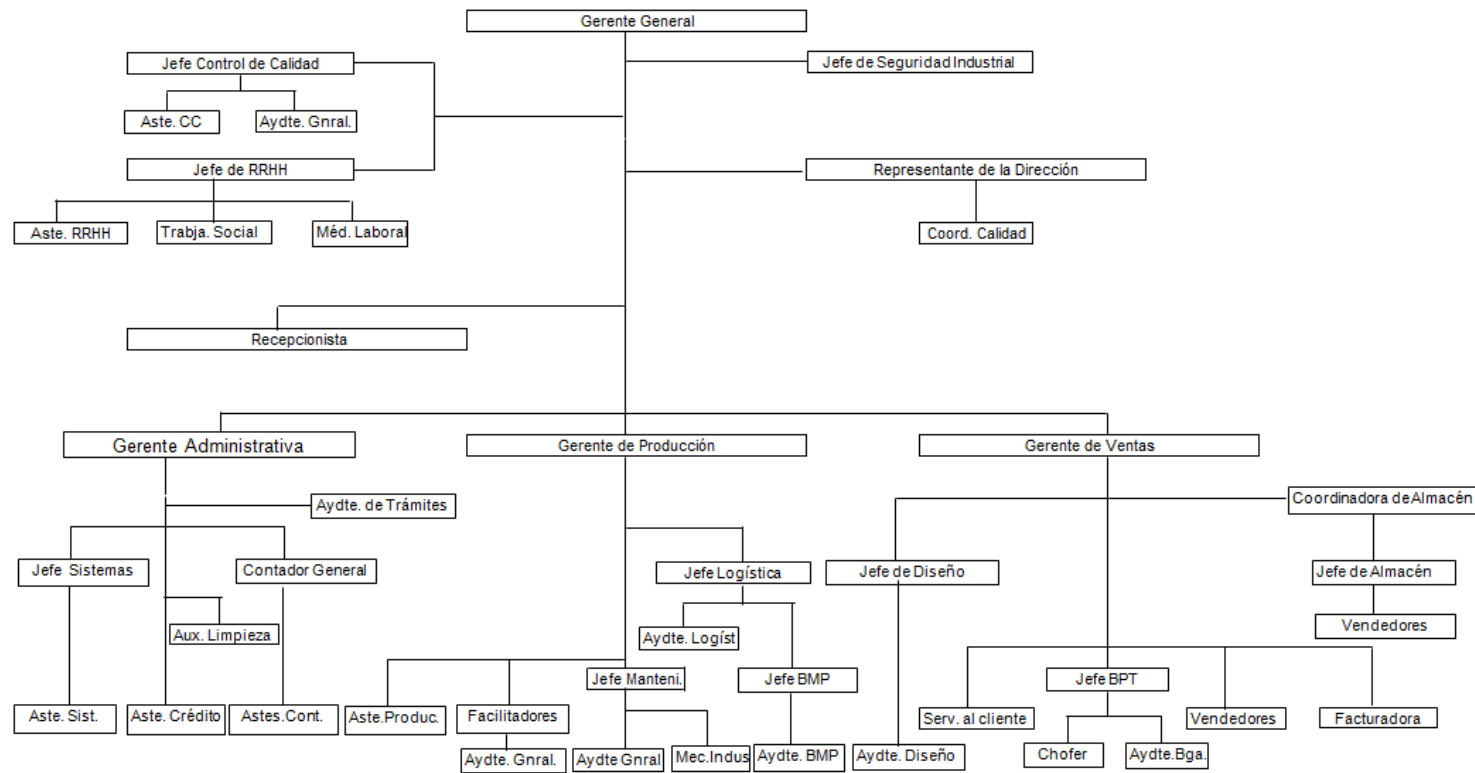 Gerente General
Jefe Control de Calidad
Jefe de Seguridad Industrial
Aste. CC
Aydte. Gnral.
Jefe de RRHH
Representante de la Dirección
Aste. RRHH
Trabja. Social
Méd. Laboral
Coord. Calidad
Recepcionista
Gerente Administrativa
Gerente de Producción
Gerente de Ventas
Aydte. de Trámites
Coordinadora de Almacén
Jefe Sistemas
Contador General
Jefe Logística
Jefe de Diseño
Jefe de Almacén
Aux. Limpieza
Aydte. Logíst
Vendedores
Jefe Manteni.
Jefe BMP
Jefe BPT
Aste. Sist.
Aste. Crédito
Astes. Cont.
Aste. Produc.
Facilitadores
Serv. al cliente
Vendedores
Facturadora
Aydte. Gnral.
Aydte Gnral
Mec. Indus
Aydte. BMP
Aydte. Diseño
Chofer
Aydte. Bga.